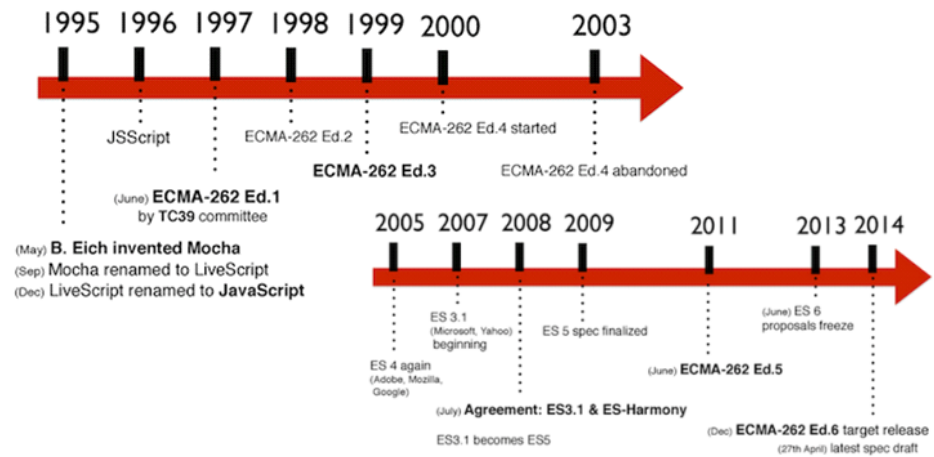 1995 1996 1997 1998 1999 2000 2003
JSScript
ECMA-262 Ed.2
ECMA-262 Ed.4 started
ECMA-262 Ed.3
ECMA-262 Ed.4 abandoned
(June) ECMA-262 Ed.1
by TC39 committee
(May) B. Eich invented Mocha
(Sep) Mocha renamed to LiveScript
(Dec) LiveScript renamed to JavaScript
2005 2007 2008 2009 2011 2013 2014
ES 3.1
(Microsoft, Yahoo)
beginning
ES 5 spec finalized
(June) ES 6
proposals freeze
ES 4 again
(Adobe, Mozilla,
Google)
(June) ECMA-262 Ed.5
(July) Agreement: ES3.1 & ES-Harmony
ES3.1 becomes ES5
(Dec) ECMA-262 Ed.6 target release
(27th April) latest spec draft